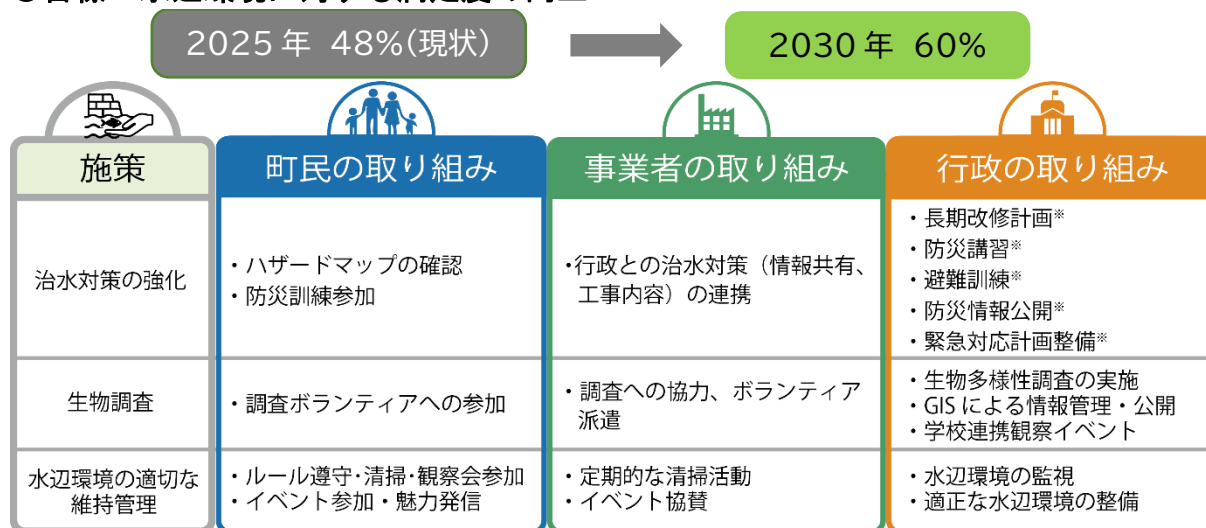 2025年 48%(現状)
2030年 60%
施策
町民の取り組み
事業者の取り組み
行政の取り組み
治水対策の強化
・ハザードマップの確認
・防災訓練参加
・行政との治水対策（情報共有、
工事内容）の連携
・長期改修計画※
・防災講習※
・避難訓練※
・防災情報公開※
・緊急対応計画整備※
生物調査
・調査ボランティアへの参加
・調査への協力、ボランティア
派遣
・生物多様性調査の実施
・GISによる情報管理・公開
・学校連携観察イベント
水辺環境の適切な
維持管理
・ルール遵守・清掃・観察会参加
・イベント参加・魅力発信
・定期的な清掃活動
・イベント協賛
・水辺環境の監視
・適正な水辺環境の整備